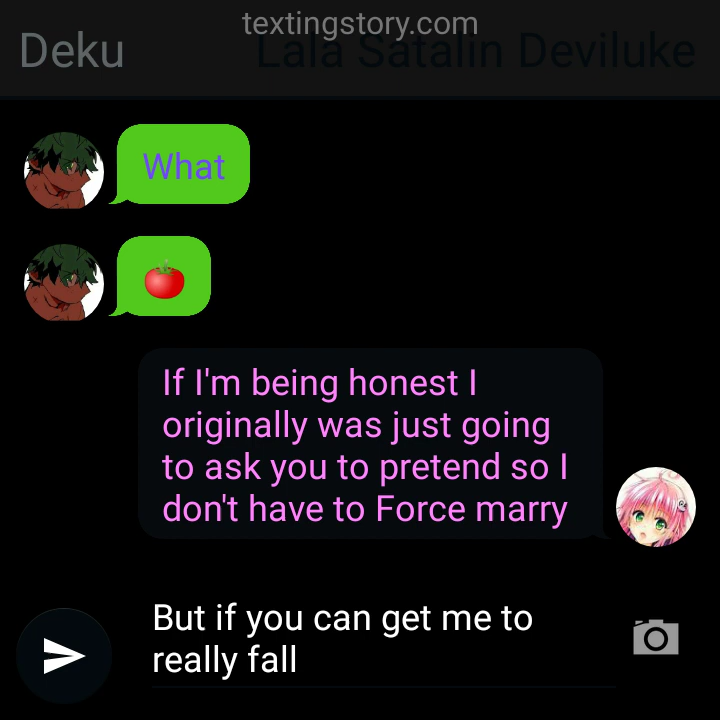 textingstory.com
Deku
Lala Satalin Deviluke
What
🍅
If I'm being honest I
originally was just going
to ask you to pretend so I
don't have to Force marry
But if you can get me to
really fall